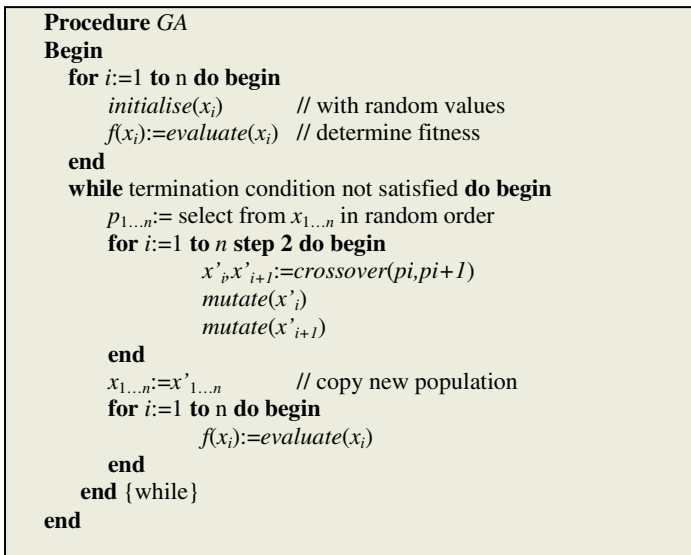 Procedure GA
Begin
for i:=1 to n do begin
initialise(xi) // with random values
f(xi):=evaluate(xi) // determine fitness
end
while termination condition not satisfied do begin
p1…n:= select from x1…n in random order
for i:=1 to n step 2 do begin
x'i,x'i+1:=crossover(pi,pi+1)
mutate(x'i)
mutate(x'i+1)
end
x1…n:=x'1…n // copy new population
for i:=1 to n do begin
f(xi):=evaluate(xi)
end
end {while}
end